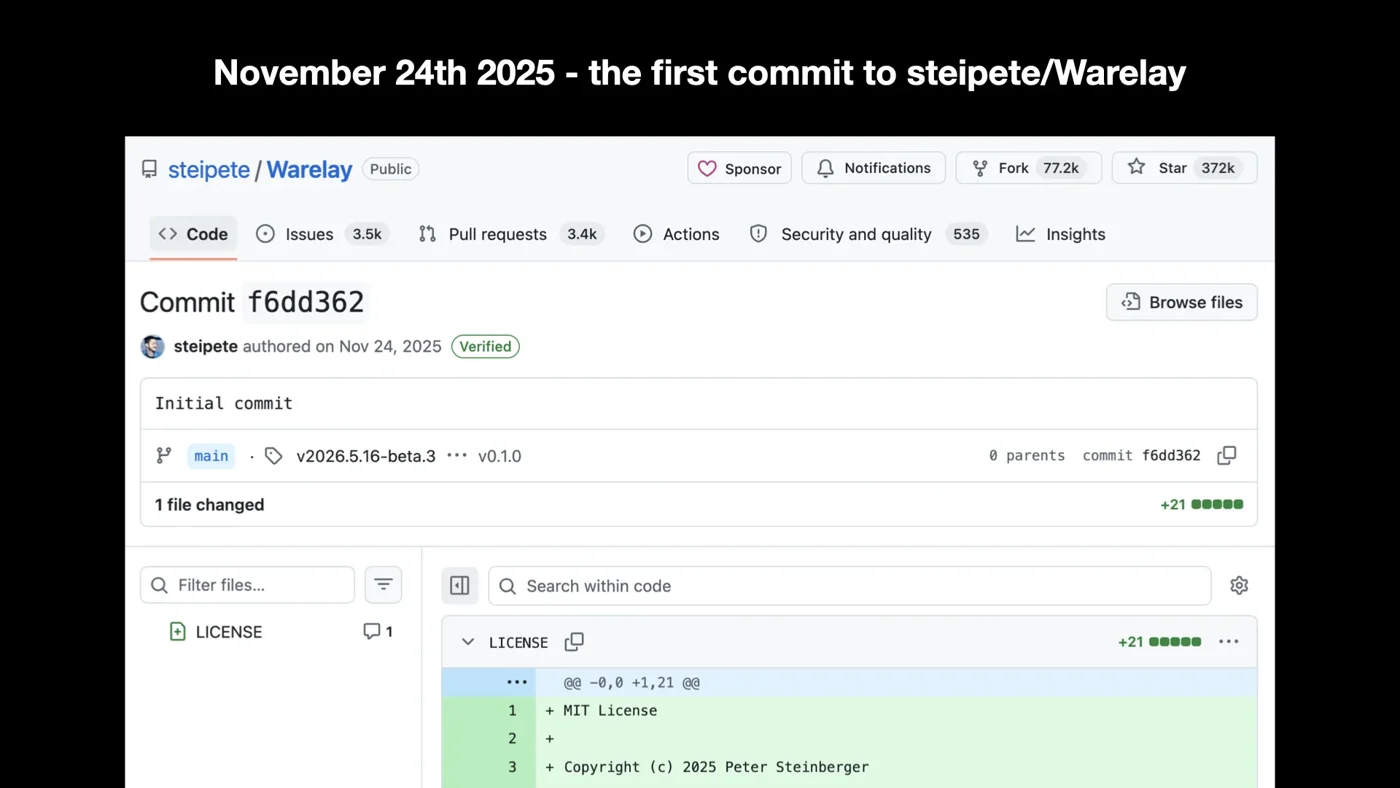 November 24th 2025 - the first commit to steipete/Warelay
steipete / Warelay Public Sponsor Notifications Fork 77.2k Star 372k
Code Issues 3.5k Pull requests 3.4k Actions Security and quality 535 Insights
Commit f6dd362 Browse files
steipete authored on Nov 24, 2025 Verified
Initial commit
main · v2026.5.16-beta.3 ··· v0.1.0 0 parents commit f6dd362
1 file changed +21
Filter files... Search within code
LICENSE 1
LICENSE +21 ···
··· @@ -0,0 +1,21 @@
1 + MIT License
2 +
3 + Copyright (c) 2025 Peter Steinberger